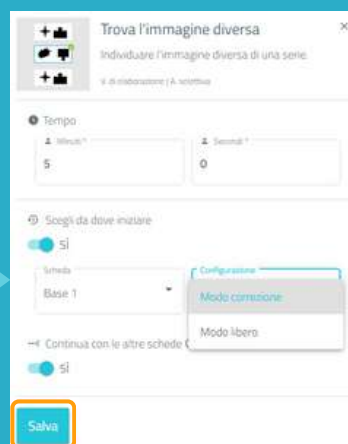 Trova l'immagine diversa
Individuare l'immagine diversa di una serie
V. di elaborazione | A. selettiva
Tempo
Minuti *
5
Secondi *
0
Scegli da dove iniziare
sì
Scheda
Base 1
Configurazione
Modo correzione
Modo libero
Continua con le altre schede
sì
Salva